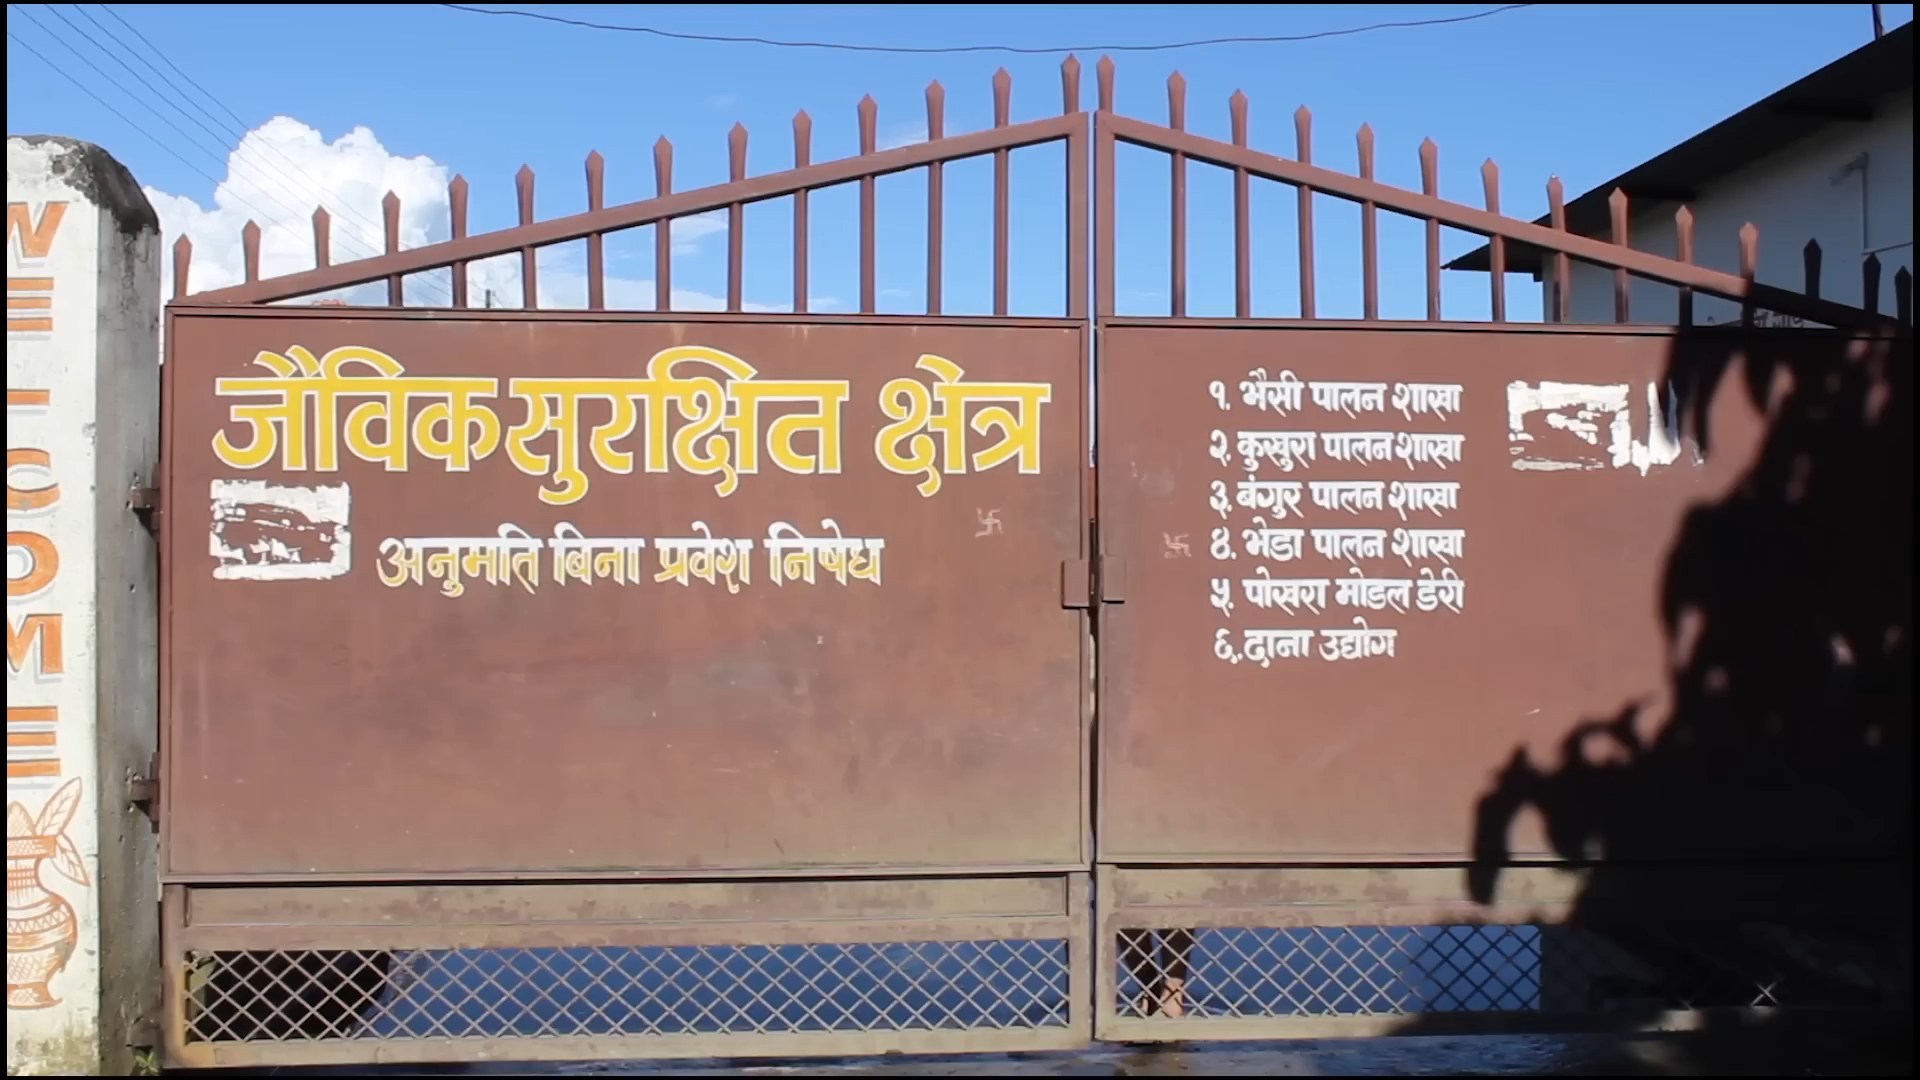 WELCOME
जैविक सुरक्षित क्षेत्र
अनुमति बिना प्रवेश निषेध
१. भैसी पालन शाखा
२. कुखुरा पालन शाखा
३. बंगुर पालन शाखा
४. भेडा पालन शाखा
५. पोखरा मोडल डेरी
६. दाना उद्योग